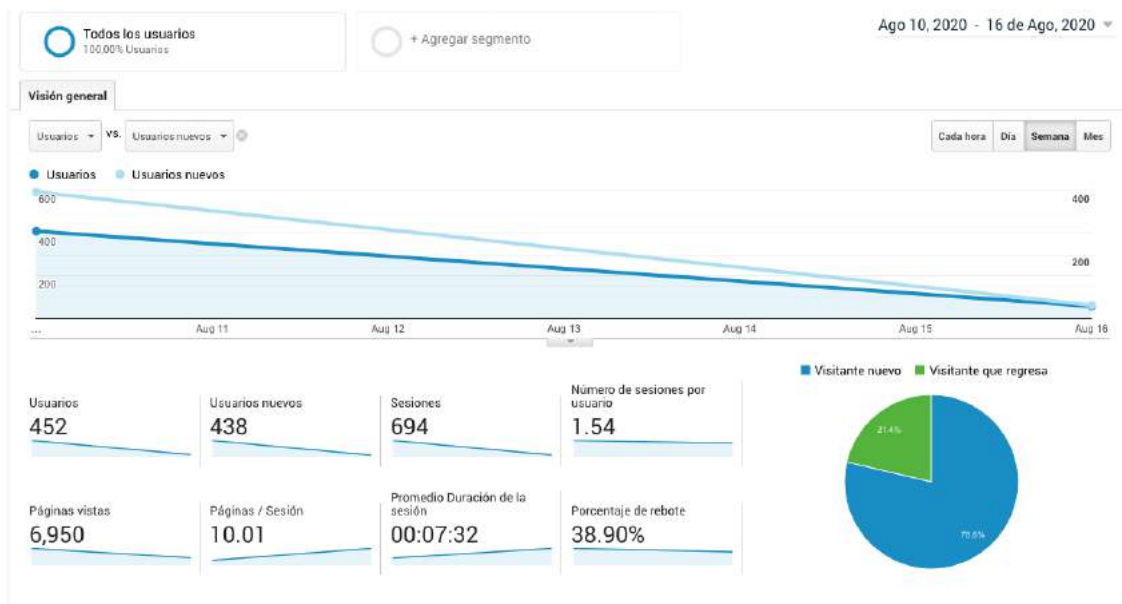 Todos los usuarios
100.00% Usuarios
+ Agregar segmento
Ago 10, 2020 - 16 de Ago, 2020
Visión general
Usuarios vs. Usuarios nuevos
Cada hora Día Semana Mes
Usuarios Usuarios nuevos
600
400
200
400
200
... Aug 11 Aug 12 Aug 13 Aug 14 Aug 15 Aug 16
Usuarios
452
Usuarios nuevos
438
Sesiones
694
Número de sesiones por
usuario
1.54
Páginas vistas
6,950
Páginas / Sesión
10.01
Promedio Duración de la
sesión
00:07:32
Porcentaje de rebote
38.90%
Visitante nuevo Visitante que regresa
21.4%
78.6%